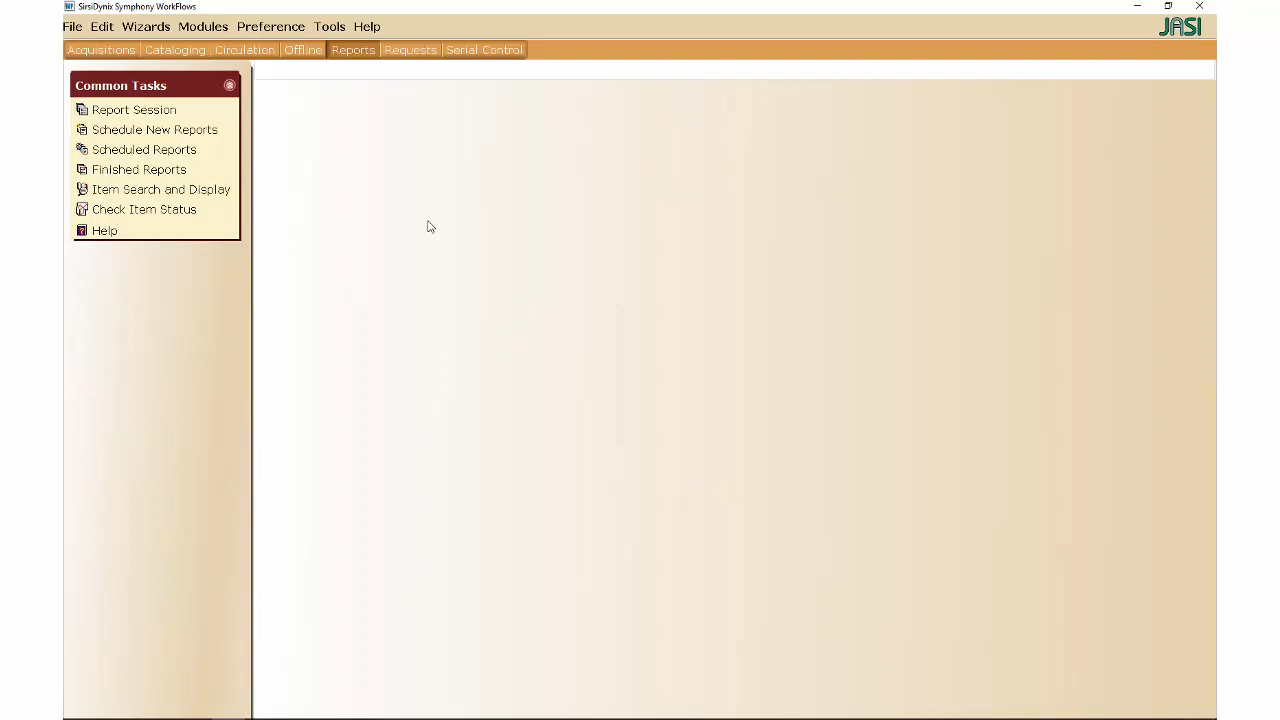 SirsiDynix Symphony WorkFlows
File Edit Wizards Modules Preference Tools Help
JASI
Acquisitions Cataloging Circulation Offline Reports Requests Serial Control
Common Tasks
Report Session
Schedule New Reports
Scheduled Reports
Finished Reports
Item Search and Display
Check Item Status
Help